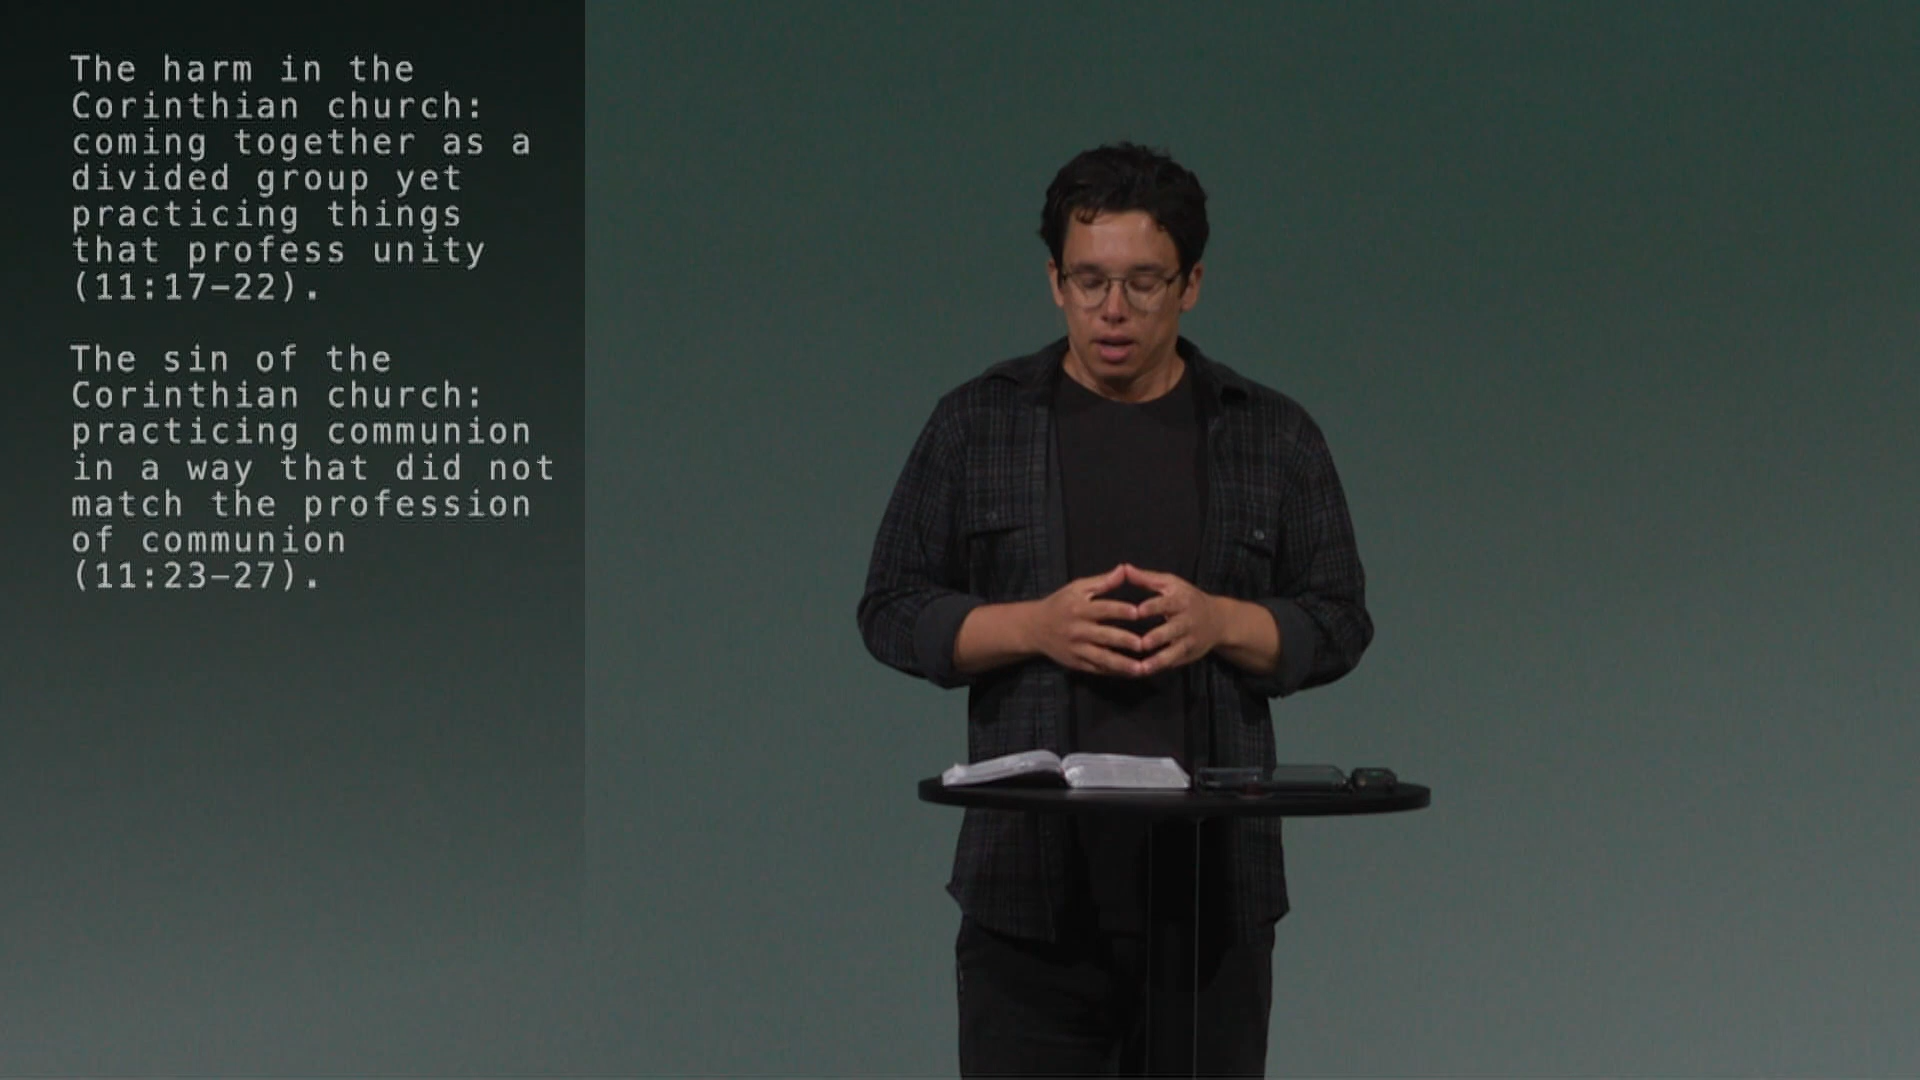 The harm in the
Corinthian church:
coming together as a
divided group yet
practicing things
that profess unity
(11:17–22).
The sin of the
Corinthian church:
practicing communion
in a way that did not
match the profession
of communion
(11:23–27).